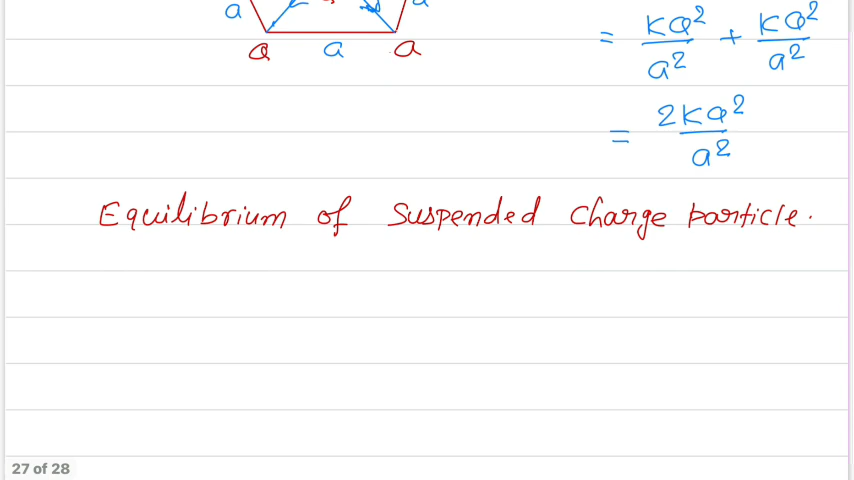 a
Q a Q
= KQ²/a² + KQ²/a²
= 2KQ²/a²
Equilibrium of suspended charge particle.
27 of 28